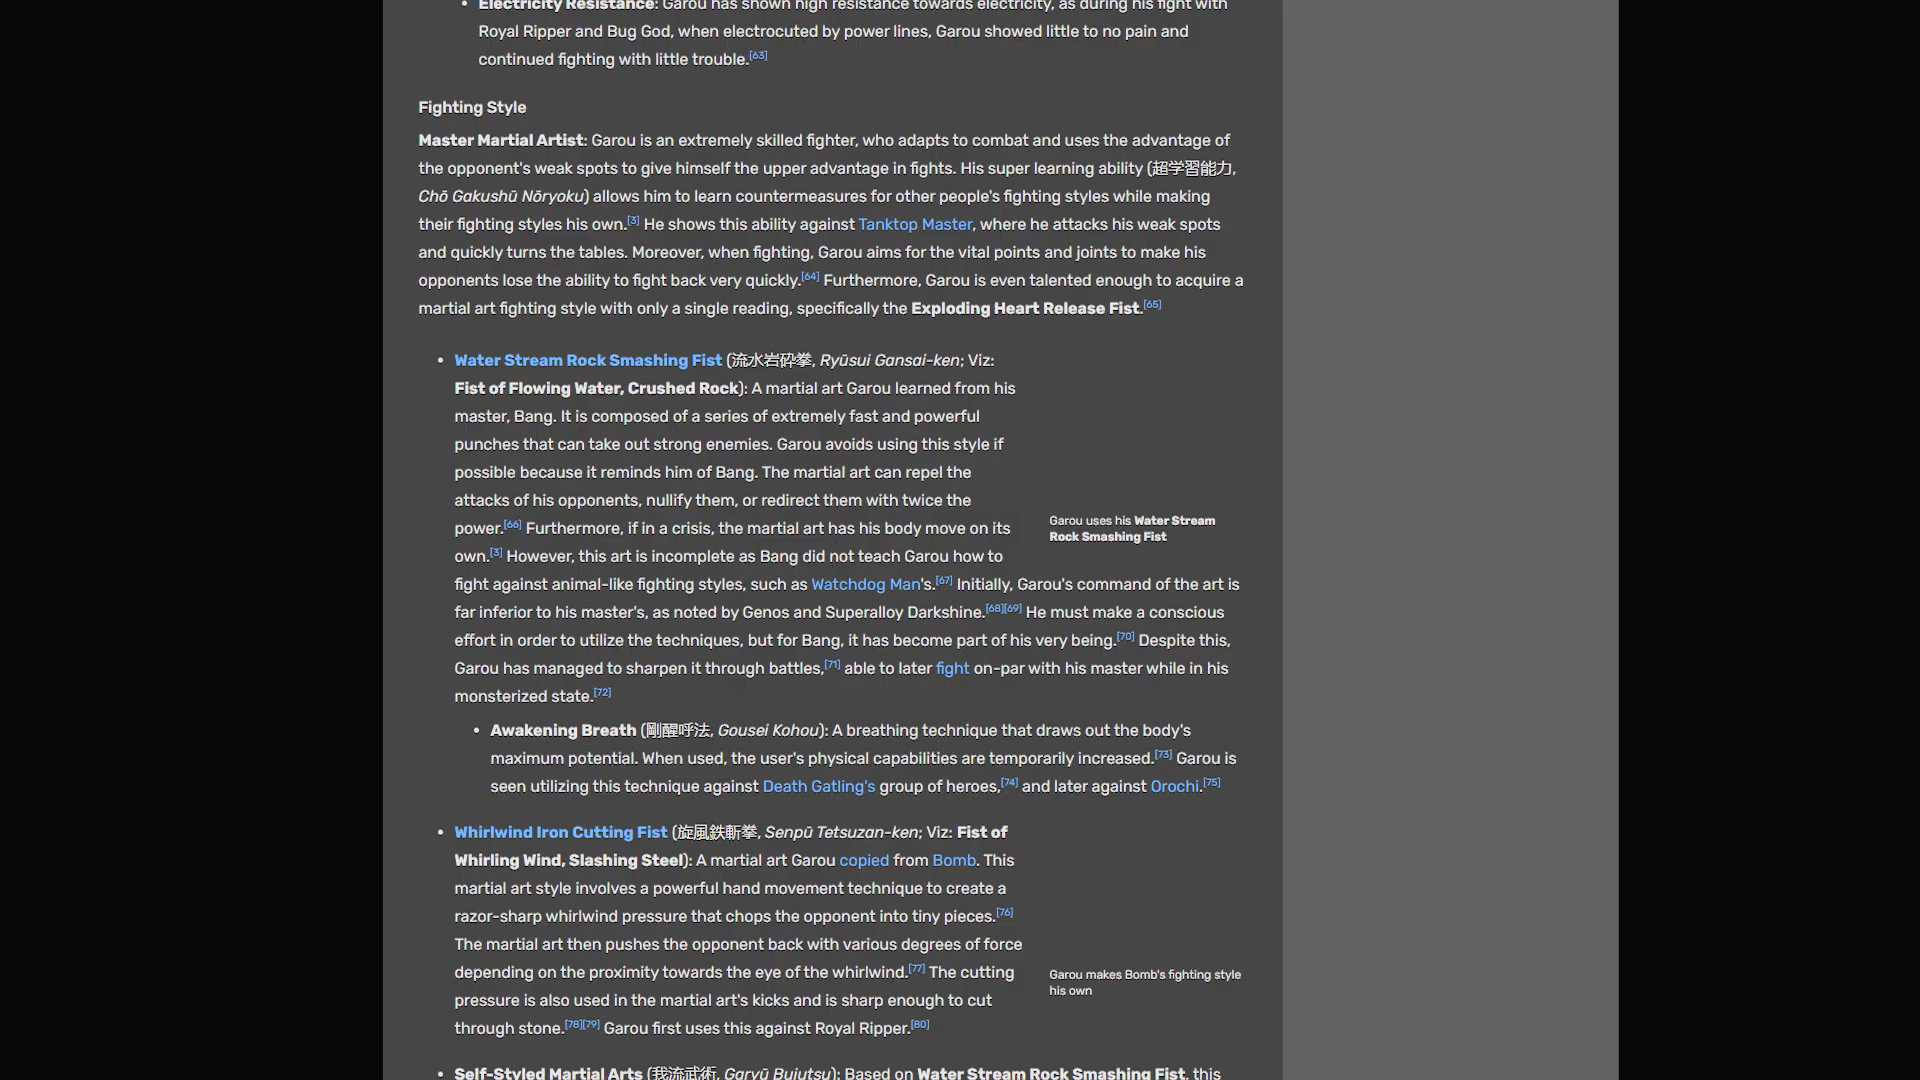 Electricity Resistance: Garou has shown high resistance towards electricity, as during his fight with
Royal Ripper and Bug God, when electrocuted by power lines, Garou showed little to no pain and
continued fighting with little trouble.[63]
Fighting Style
Master Martial Artist: Garou is an extremely skilled fighter, who adapts to combat and uses the advantage of
the opponent's weak spots to give himself the upper advantage in fights. His super learning ability (超学習能力,
Chō Gakushū Nōryoku) allows him to learn countermeasures for other people's fighting styles while making
their fighting styles his own.[3] He shows this ability against Tanktop Master, where he attacks his weak spots
and quickly turns the tables. Moreover, when fighting, Garou aims for the vital points and joints to make his
opponents lose the ability to fight back very quickly.[64] Furthermore, Garou is even talented enough to acquire a
martial art fighting style with only a single reading, specifically the Exploding Heart Release Fist.[65]
• Water Stream Rock Smashing Fist (流水岩砕拳, Ryūsui Gansai-ken; Viz:
Fist of Flowing Water, Crushed Rock): A martial art Garou learned from his
master, Bang. It is composed of a series of extremely fast and powerful
punches that can take out strong enemies. Garou avoids using this style if
possible because it reminds him of Bang. The martial art can repel the
attacks of his opponents, nullify them, or redirect them with twice the
power.[66] Furthermore, if in a crisis, the martial art has his body move on its
own.[3] However, this art is incomplete as Bang did not teach Garou how to
fight against animal-like fighting styles, such as Watchdog Man's.[67] Initially, Garou's command of the art is
far inferior to his master's, as noted by Genos and Superalloy Darkshine.[68][69] He must make a conscious
effort in order to utilize the techniques, but for Bang, it has become part of his very being.[70] Despite this,
Garou has managed to sharpen it through battles,[71] able to later fight on-par with his master while in his
monsterized state.[72]
Garou uses his Water Stream
Rock Smashing Fist
• Awakening Breath (剛醒呼法, Gousei Kohou): A breathing technique that draws out the body's
maximum potential. When used, the user's physical capabilities are temporarily increased.[73] Garou is
seen utilizing this technique against Death Gatling's group of heroes,[74] and later against Orochi.[75]
• Whirlwind Iron Cutting Fist (旋風鉄斬拳, Senpū Tetsuzan-ken; Viz: Fist of
Whirling Wind, Slashing Steel): A martial art Garou copied from Bomb. This
martial art style involves a powerful hand movement technique to create a
razor-sharp whirlwind pressure that chops the opponent into tiny pieces.[76]
The martial art then pushes the opponent back with various degrees of force
depending on the proximity towards the eye of the whirlwind.[77] The cutting
pressure is also used in the martial art's kicks and is sharp enough to cut
through stone.[78][79] Garou first uses this against Royal Ripper.[80]
Garou makes Bomb's fighting style
his own
• Self-Styled Martial Arts (我流武術, Garyū Bujutsu): Based on Water Stream Rock Smashing Fist, this